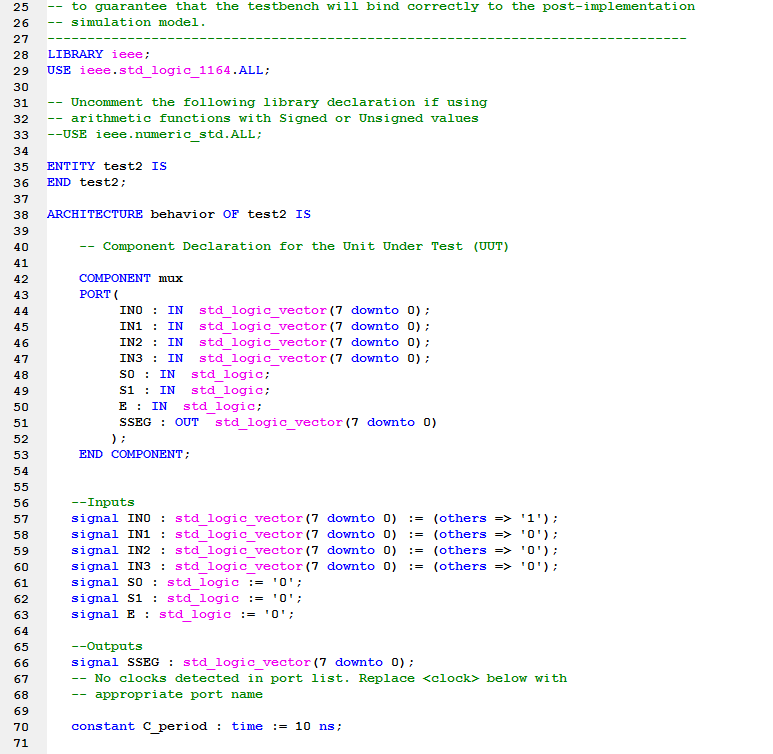 25 -- to guarantee that the testbench will bind correctly to the post-implementation
26 -- simulation model.
27 --------------------------------------------------------------------------------
28 LIBRARY ieee;
29 USE ieee.std_logic_1164.ALL;
30
31 -- Uncomment the following library declaration if using
32 -- arithmetic functions with Signed or Unsigned values
33 --USE ieee.numeric_std.ALL;
34
35 ENTITY test2 IS
36 END test2;
37
38 ARCHITECTURE behavior OF test2 IS
39
40     -- Component Declaration for the Unit Under Test (UUT)
41
42     COMPONENT mux
43     PORT(
44          IN0 : IN  std_logic_vector(7 downto 0);
45          IN1 : IN  std_logic_vector(7 downto 0);
46          IN2 : IN  std_logic_vector(7 downto 0);
47          IN3 : IN  std_logic_vector(7 downto 0);
48          S0 : IN  std_logic;
49          S1 : IN  std_logic;
50          E : IN  std_logic;
51          SSEG : OUT  std_logic_vector(7 downto 0)
52         );
53     END COMPONENT;
54
55
56    --Inputs
57    signal IN0 : std_logic_vector(7 downto 0) := (others => '1');
58    signal IN1 : std_logic_vector(7 downto 0) := (others => '0');
59    signal IN2 : std_logic_vector(7 downto 0) := (others => '0');
60    signal IN3 : std_logic_vector(7 downto 0) := (others => '0');
61    signal S0 : std_logic := '0';
62    signal S1 : std_logic := '0';
63    signal E : std_logic := '0';
64
65    --Outputs
66    signal SSEG : std_logic_vector(7 downto 0);
67    -- No clocks detected in port list. Replace <clock> below with
68    -- appropriate port name
69
70    constant C_period : time := 10 ns;
71